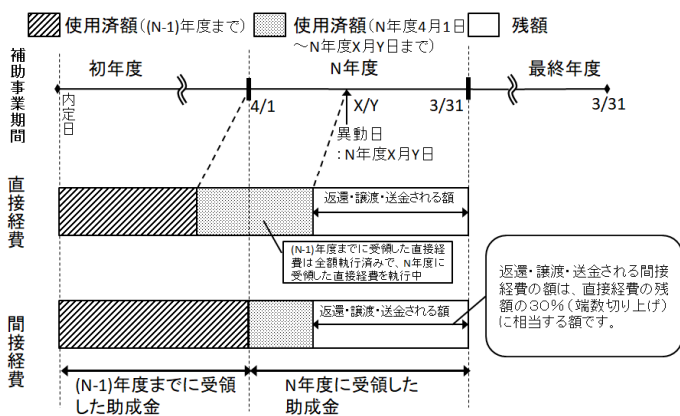 使用済額((N-1)年度まで)
使用済額(N年度4月1日
～N年度X月Y日まで)
残額
補助事業期間
初年度
N年度
最終年度
内定日
4/1
X/Y
3/31
3/31
異動日
:N年度X月Y日
直接経費
返還・譲渡・送金される額
(N-1)年度までに受領した直接経
費は全額執行済みで、N年度に
受領した直接経費を執行中
返還・譲渡・送金される間接
経費の額は、直接経費の残
額の30%(端数切り上げ)
に相当する額です。
間接経費
返還・譲渡・送金される額
(N-1)年度までに受領
した助成金
N年度に受領した
助成金